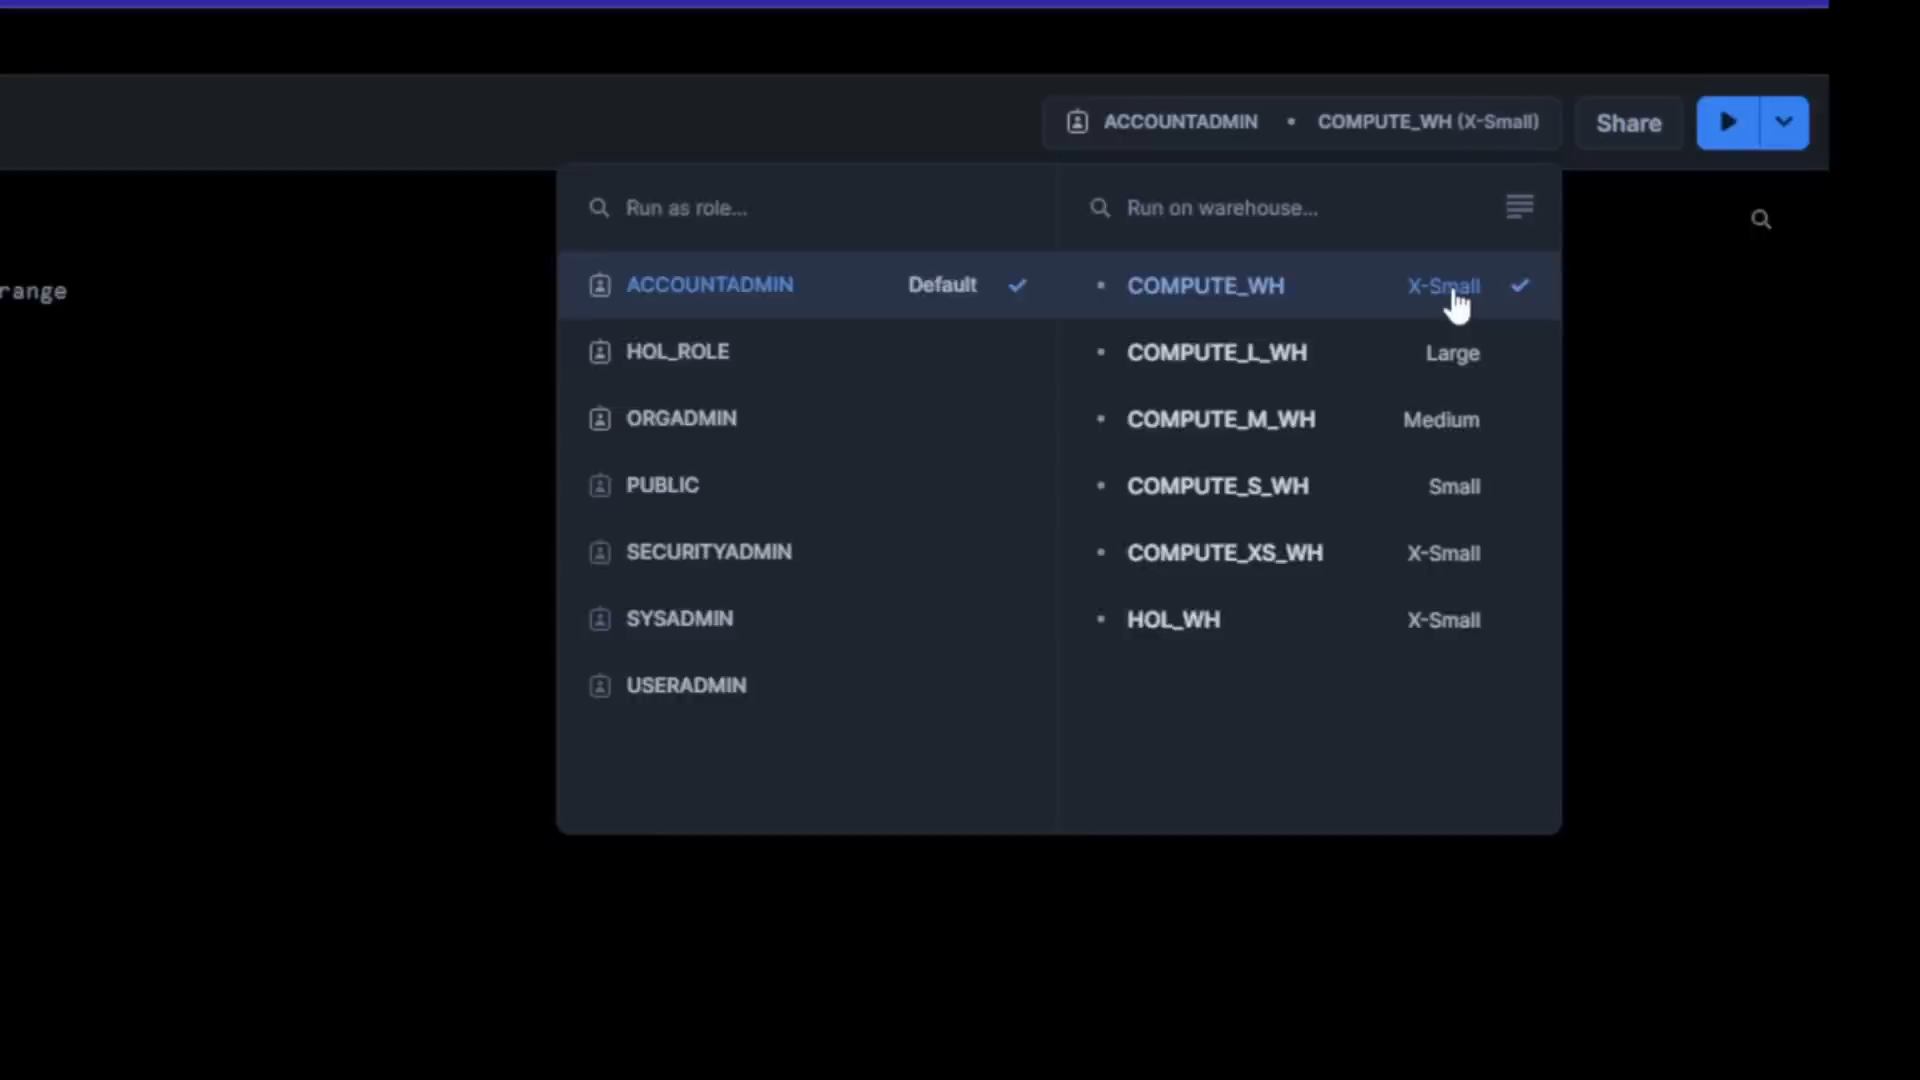 ACCOUNTADMIN • COMPUTE_WH (X-Small)
Share
Run as role...
Run on warehouse...
range
ACCOUNTADMIN Default
HOL_ROLE
ORGADMIN
PUBLIC
SECURITYADMIN
SYSADMIN
USERADMIN
COMPUTE_WH X-Small
COMPUTE_L_WH Large
COMPUTE_M_WH Medium
COMPUTE_S_WH Small
COMPUTE_XS_WH X-Small
HOL_WH X-Small